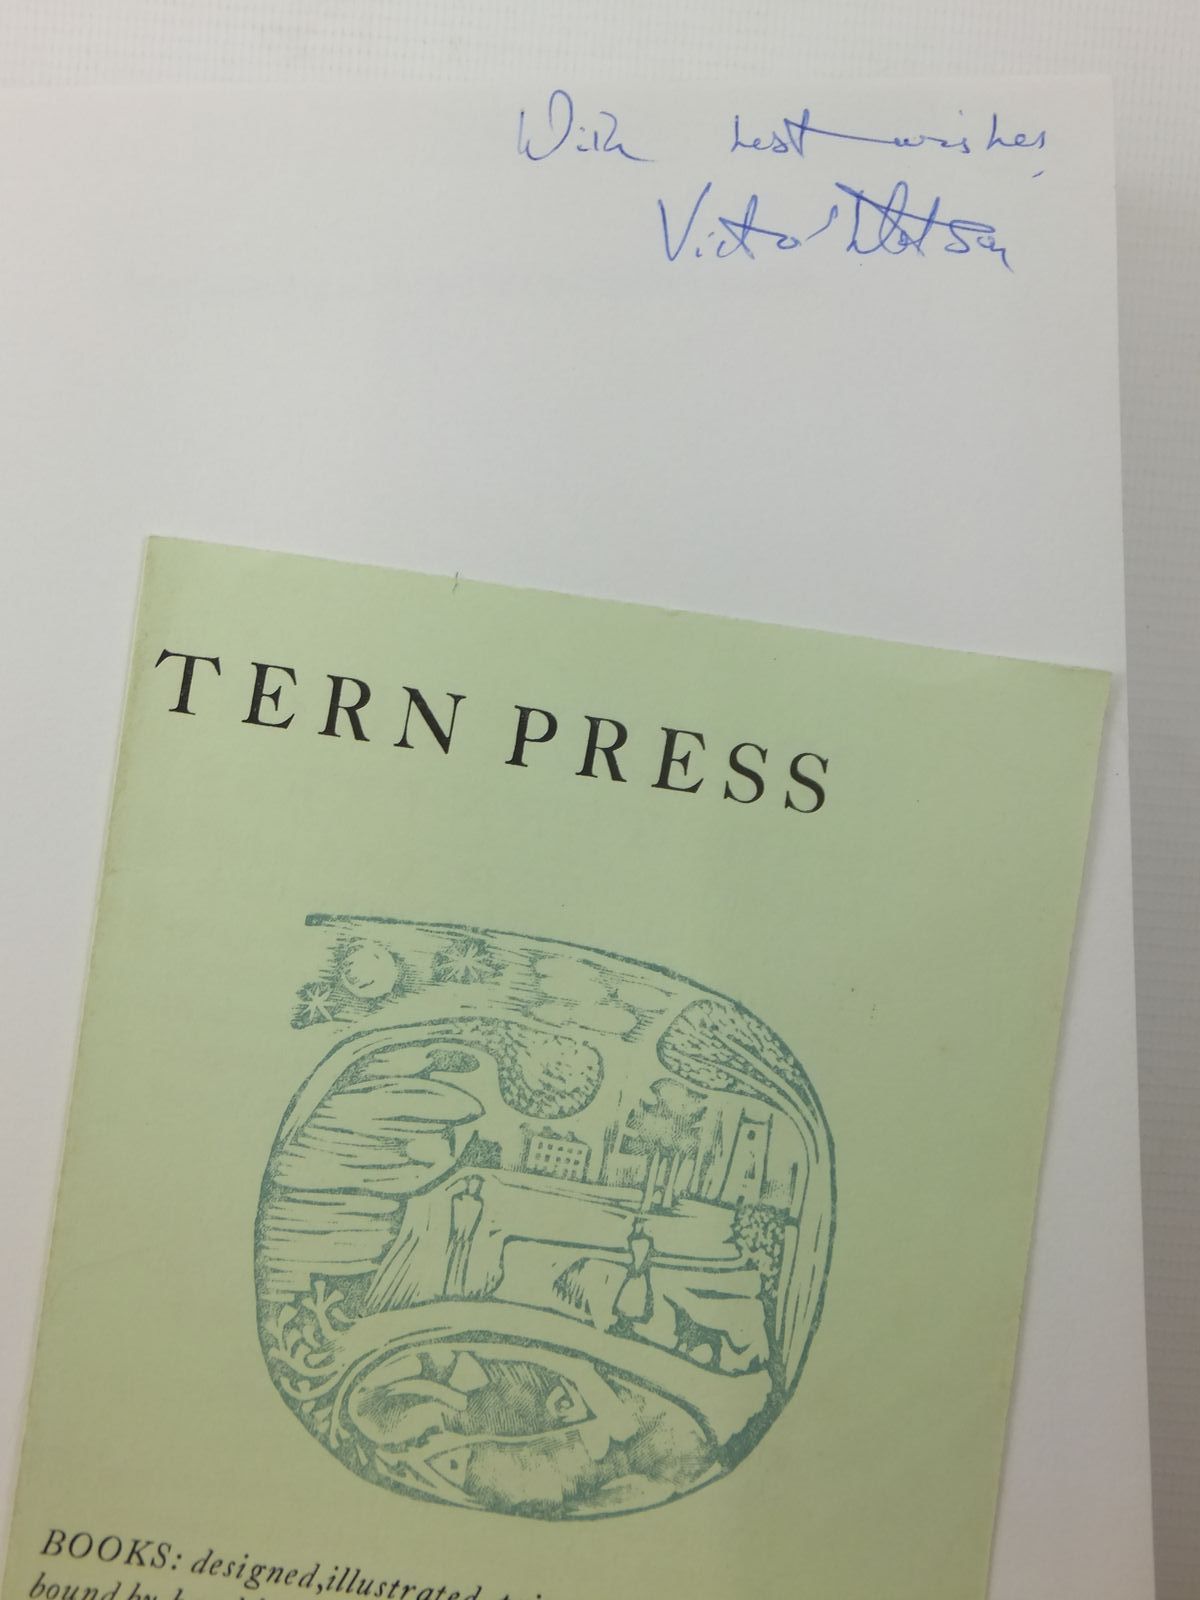 With best wishes,
Victor Watson
TERN PRESS
BOOKS: designed,illustrated,
bound by